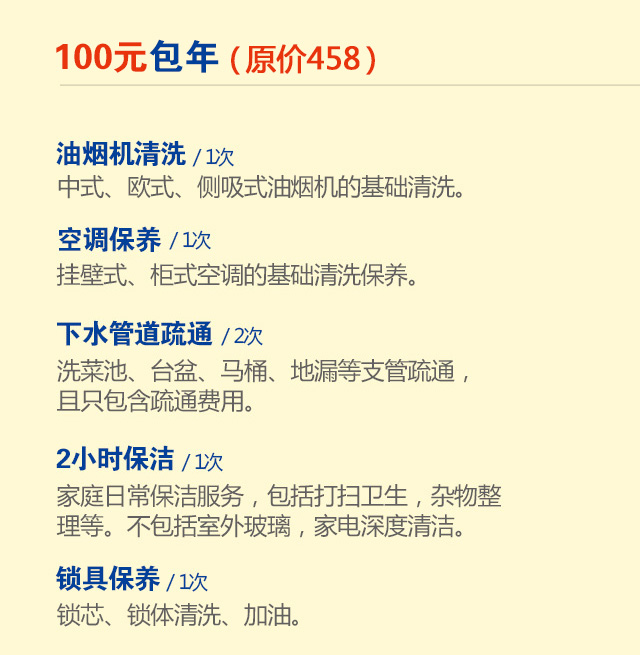 100元包年（原价458）
油烟机清洗 / 1次
中式、欧式、侧吸式油烟机的基础清洗。
空调保养 / 1次
挂壁式、柜式空调的基础清洗保养。
下水管道疏通 / 2次
洗菜池、台盆、马桶、地漏等支管疏通，
且只包含疏通费用。
2小时保洁 / 1次
家庭日常保洁服务，包括打扫卫生，杂物整
理等。不包括室外玻璃，家电深度清洁。
锁具保养 / 1次
锁芯、锁体清洗、加油。